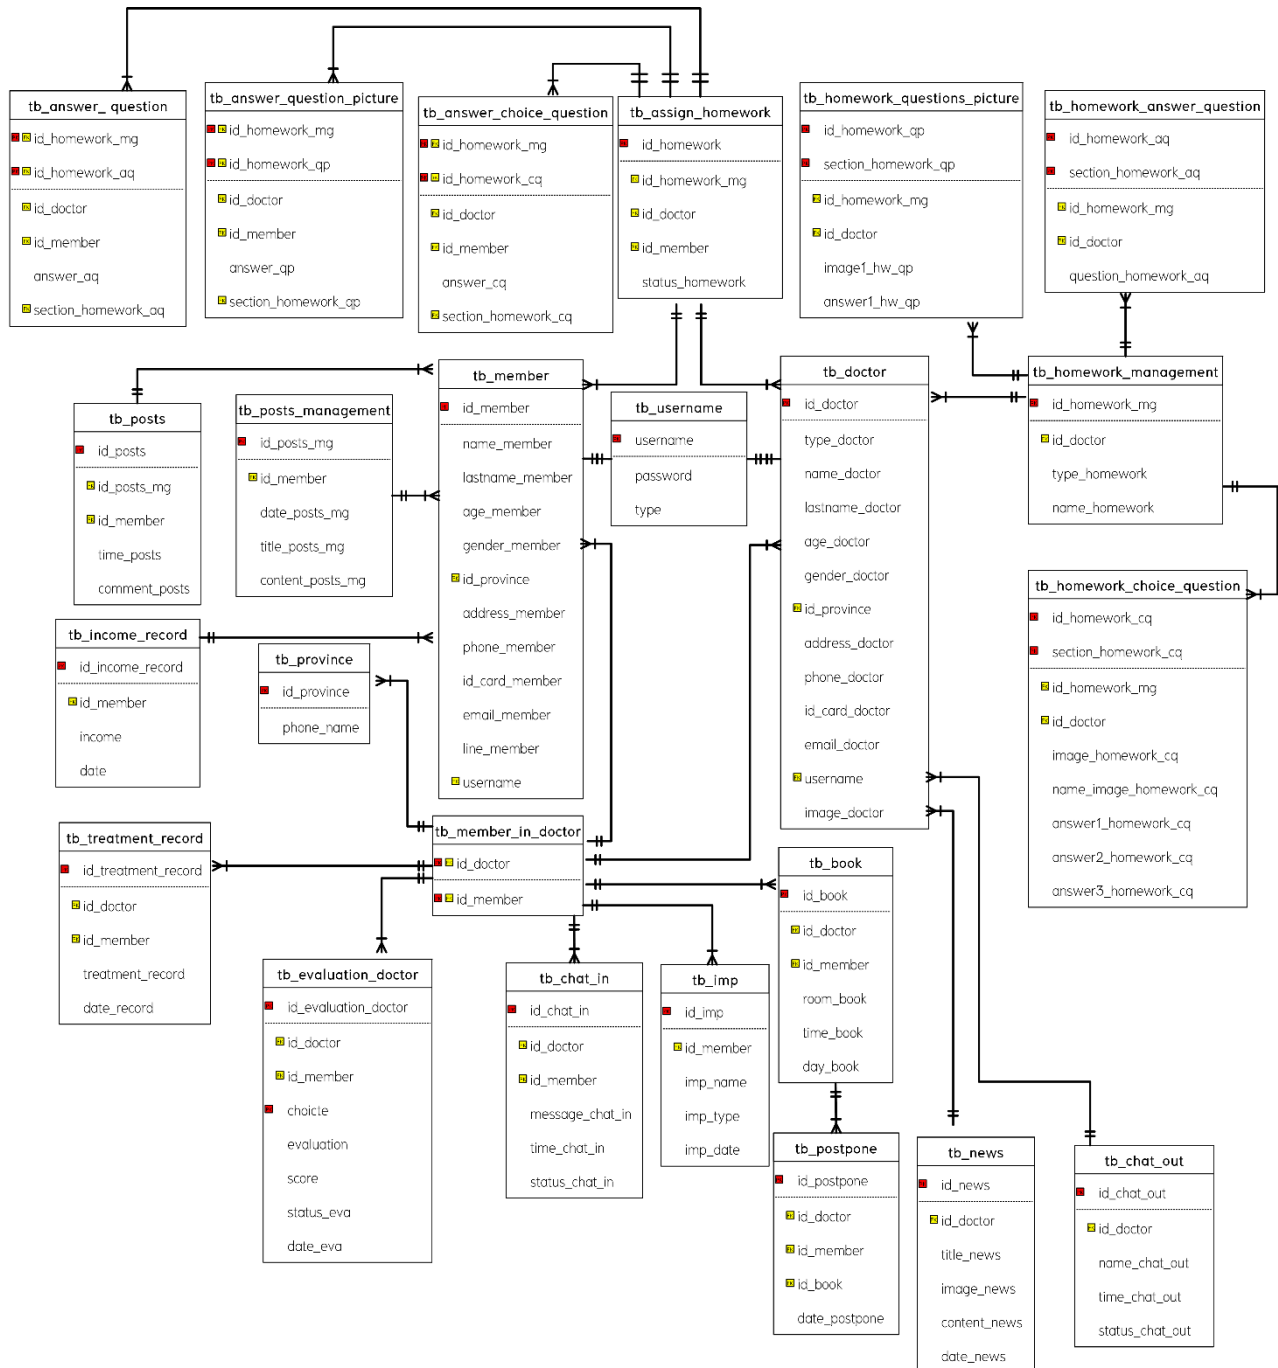 tb_answer_ question
id_homework_mg
id_homework_aq
id_doctor
id_member
answer_aq
section_homework_aq
tb_answer_question_picture
id_homework_mg
id_homework_qp
id_doctor
id_member
answer_qp
section_homework_qp
tb_answer_choice_question
id_homework_mg
id_homework_cq
id_doctor
id_member
answer_cq
section_homework_cq
tb_assign_homework
id_homework
id_homework_mg
id_doctor
id_member
status_homework
tb_homework_questions_picture
id_homework_qp
section_homework_qp
id_homework_mg
id_doctor
image1_hw_qp
answer1_hw_qp
tb_homework_answer_question
id_homework_aq
section_homework_aq
id_homework_mg
id_doctor
question_homework_aq
tb_posts
id_posts
id_posts_mg
id_member
time_posts
comment_posts
tb_posts_management
id_posts_mg
id_member
date_posts_mg
title_posts_mg
content_posts_mg
tb_member
id_member
name_member
lastname_member
age_member
gender_member
id_province
address_member
phone_member
id_card_member
email_member
line_member
username
tb_username
username
password
type
tb_doctor
id_doctor
type_doctor
name_doctor
lastname_doctor
age_doctor
gender_doctor
id_province
address_doctor
phone_doctor
id_card_doctor
email_doctor
username
image_doctor
tb_homework_management
id_homework_mg
id_doctor
type_homework
name_homework
tb_homework_choice_question
id_homework_cq
section_homework_cq
id_homework_mg
id_doctor
image_homework_cq
name_image_homework_cq
answer1_homework_cq
answer2_homework_cq
answer3_homework_cq
tb_income_record
id_income_record
id_member
income
date
tb_province
id_province
phone_name
tb_treatment_record
id_treatment_record
id_doctor
id_member
treatment_record
date_record
tb_member_in_doctor
id_doctor
id_member
tb_evaluation_doctor
id_evaluation_doctor
id_doctor
id_member
choicte
evaluation
score
status_eva
date_eva
tb_chat_in
id_chat_in
id_doctor
id_member
message_chat_in
time_chat_in
status_chat_in
tb_imp
id_imp
id_member
imp_name
imp_type
imp_date
tb_book
id_book
id_doctor
id_member
room_book
time_book
day_book
tb_postpone
id_postpone
id_doctor
id_member
id_book
date_postpone
tb_news
id_news
id_doctor
title_news
image_news
content_news
date_news
tb_chat_out
id_chat_out
id_doctor
name_chat_out
time_chat_out
status_chat_out